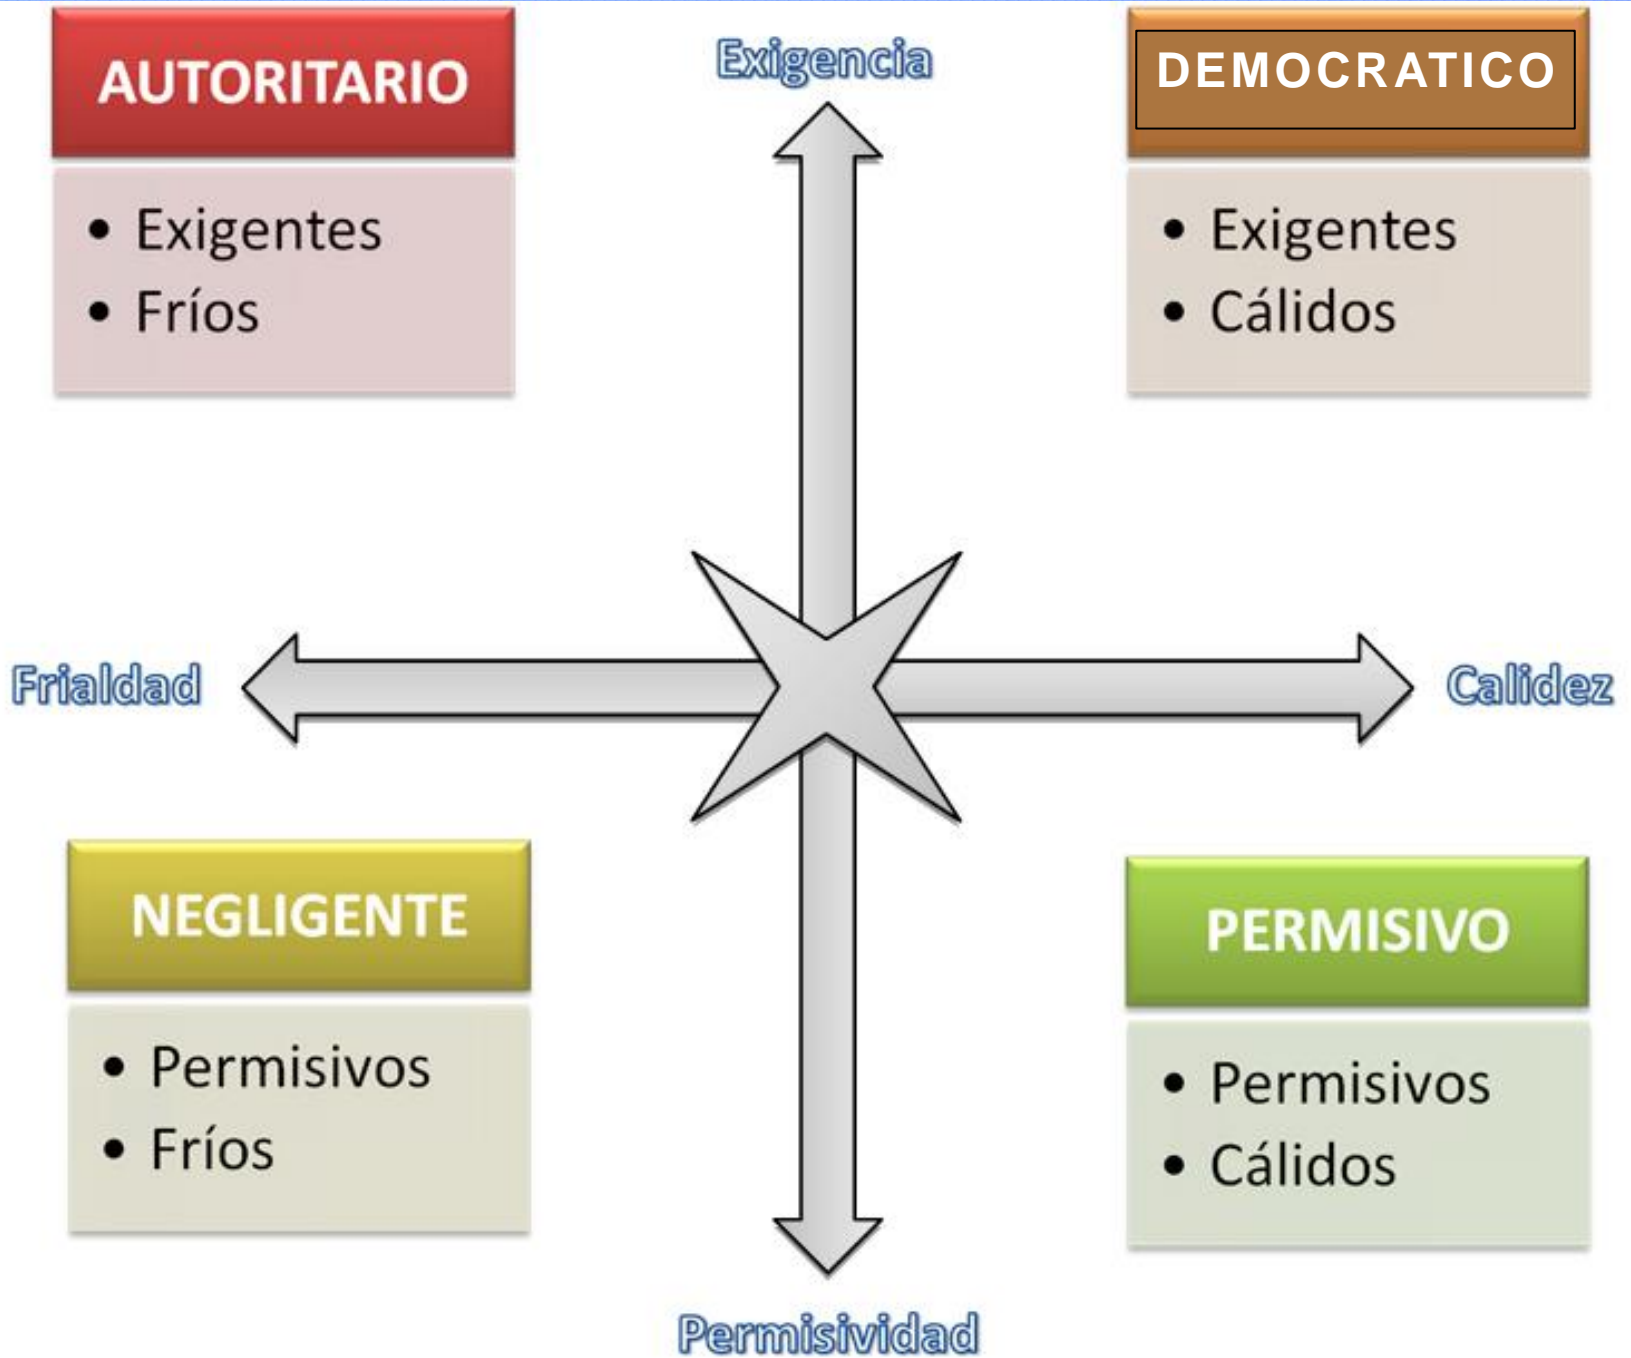 Exigencia
AUTORITARIO
• Exigentes
• Fríos
DEMOCRATICO
• Exigentes
• Cálidos
Frialdad
Calidez
NEGLIGENTE
• Permisivos
• Fríos
PERMISIVO
• Permisivos
• Cálidos
Permisividad